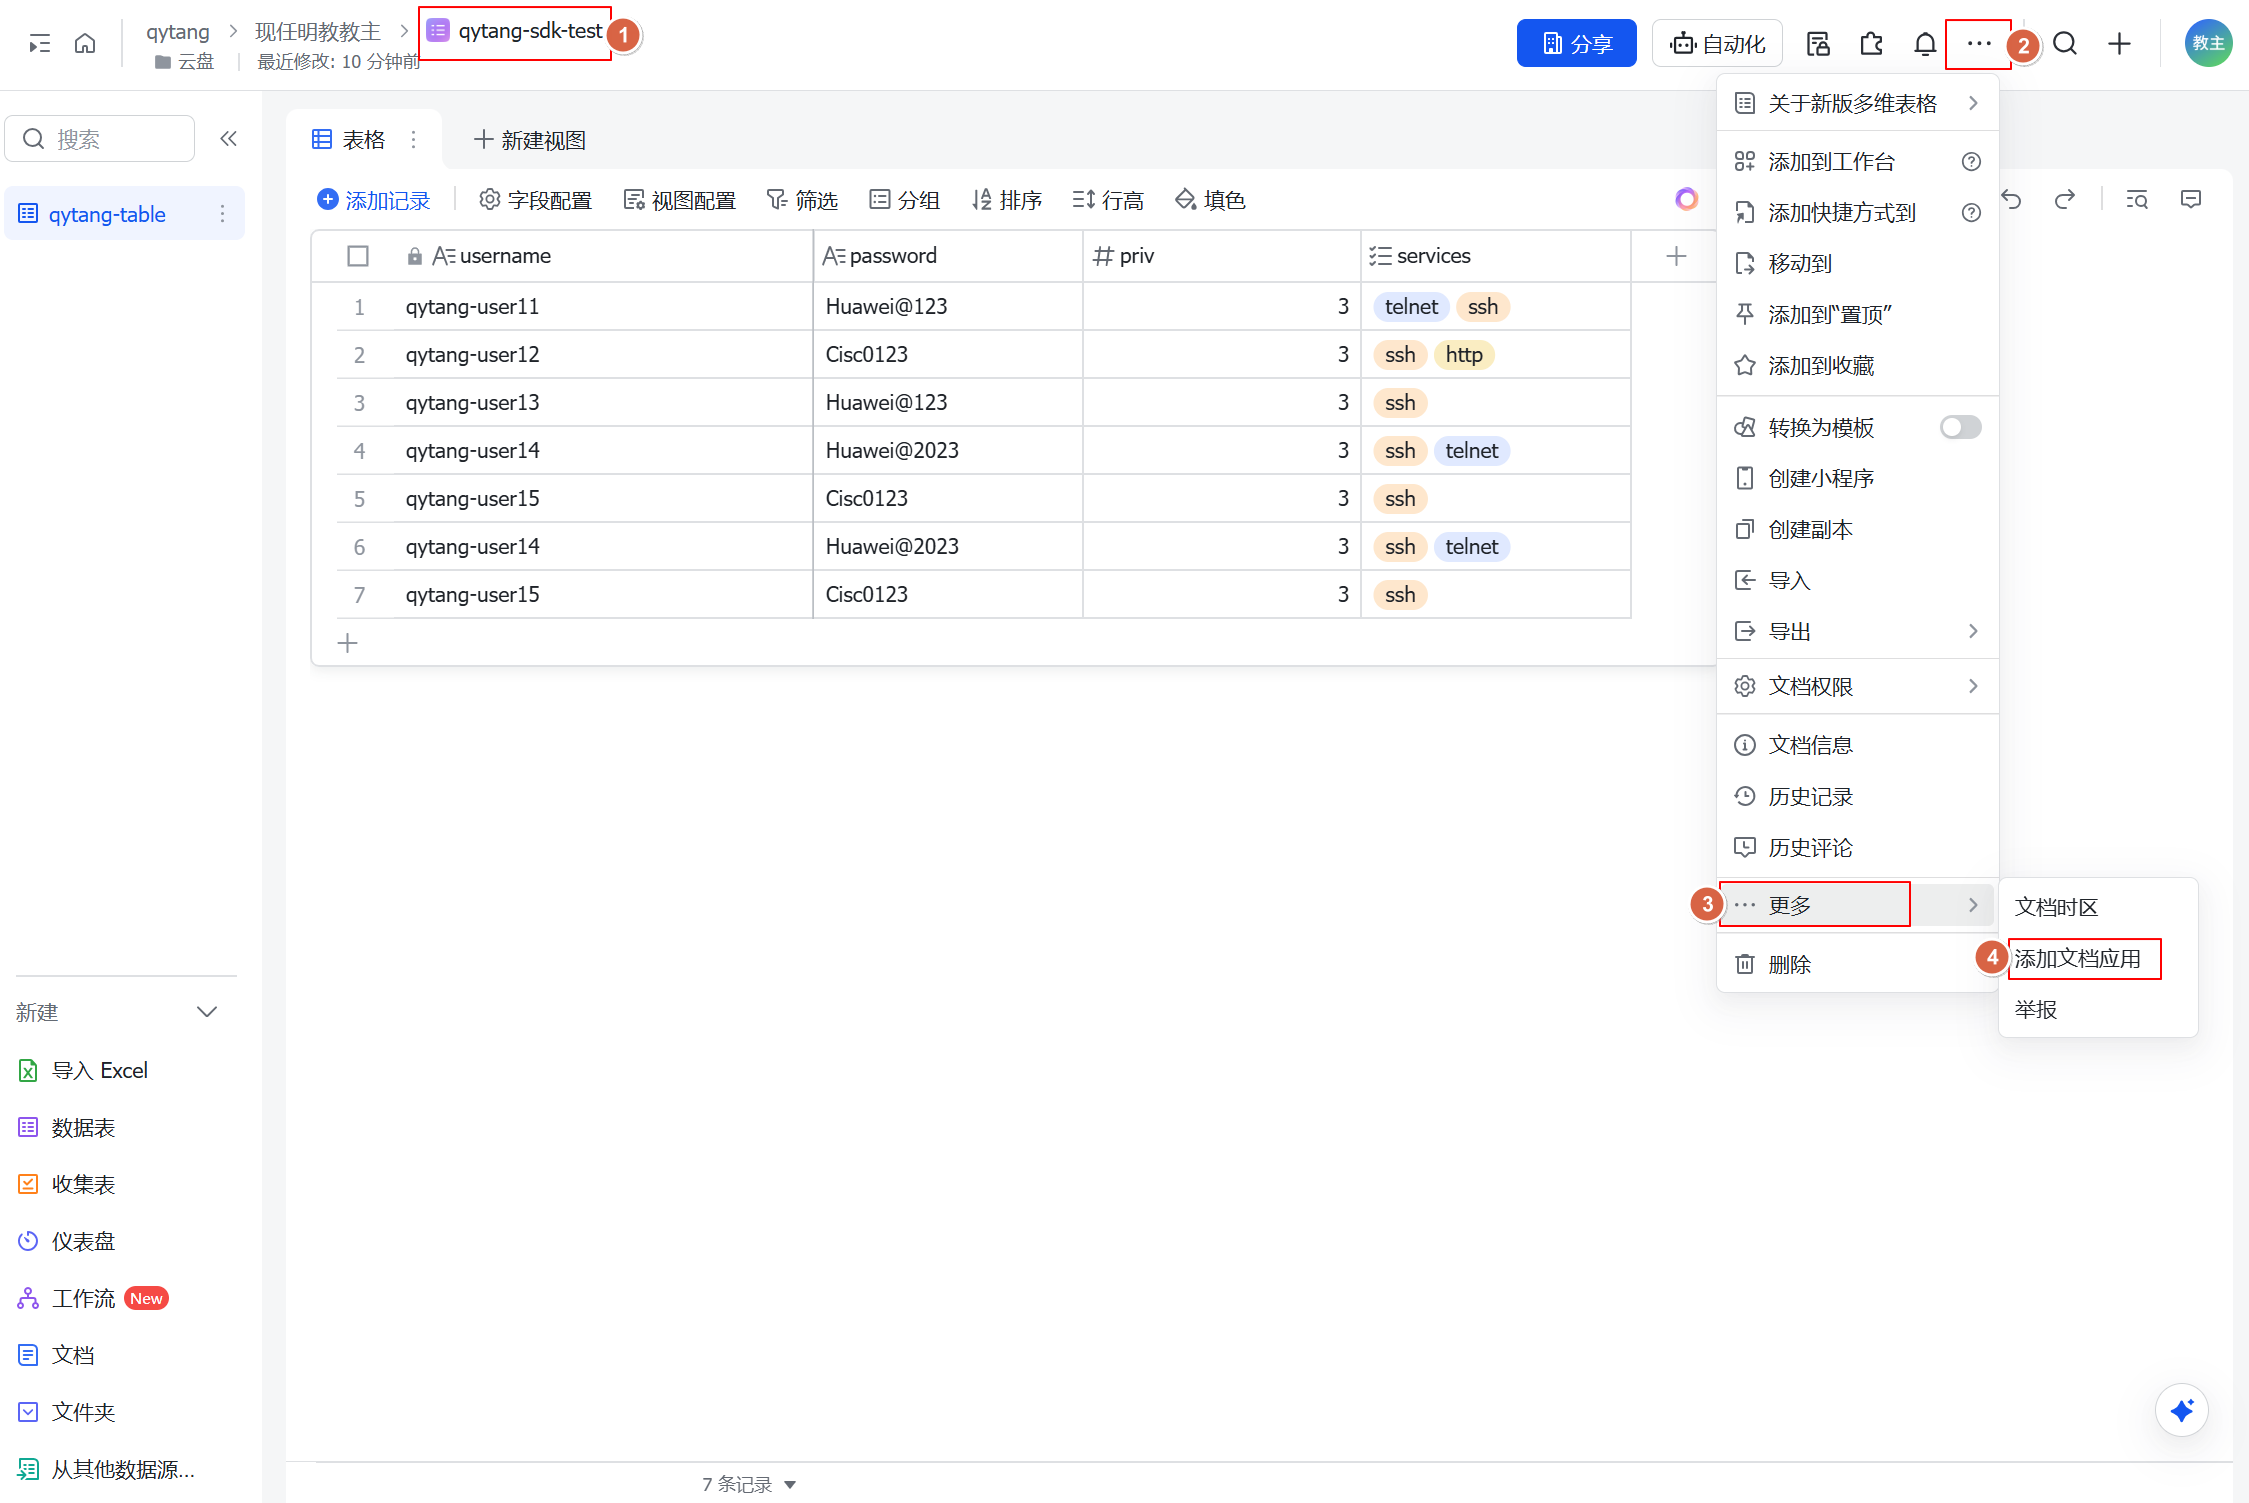 qytang > 现任明教教主 > qytang-sdk-test 1
云盘 | 最近修改: 10 分钟前
分享
自动化
2
教主
搜索
qytang-table
表格
新建视图
添加记录 字段配置 视图配置 筛选 分组 排序 行高 填色
username password priv services
1 qytang-user11 Huawei@123 3 telnet ssh
2 qytang-user12 Cisc0123 3 ssh http
3 qytang-user13 Huawei@123 3 ssh
4 qytang-user14 Huawei@2023 3 ssh telnet
5 qytang-user15 Cisc0123 3 ssh
6 qytang-user14 Huawei@2023 3 ssh telnet
7 qytang-user15 Cisc0123 3 ssh
关于新版多维表格
添加到工作台
添加快捷方式到
移动到
添加到“置顶”
添加到收藏
转换为模板
创建小程序
创建副本
导入
导出
文档权限
文档信息
历史记录
历史评论
3 更多
删除
文档时区
4 添加文档应用
举报
新建
导入 Excel
数据表
收集表
仪表盘
工作流 New
文档
文件夹
从其他数据源...
7 条记录